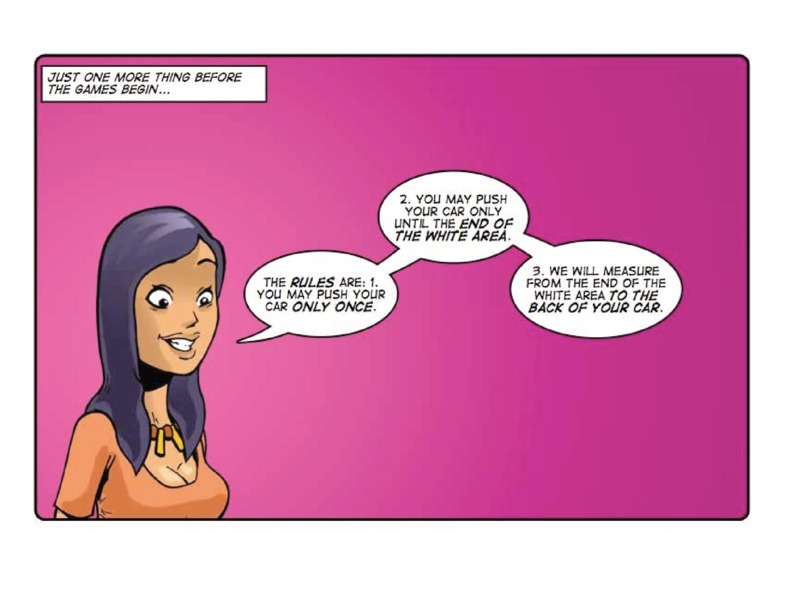 JUST ONE MORE THING BEFORE
THE GAMES BEGIN...
THE RULES ARE: 1.
YOU MAY PUSH YOUR
CAR ONLY ONCE.
2. YOU MAY PUSH
YOUR CAR ONLY
UNTIL THE END OF
THE WHITE AREA.
3. WE WILL MEASURE
FROM THE END OF THE
WHITE AREA TO THE
BACK OF YOUR CAR.